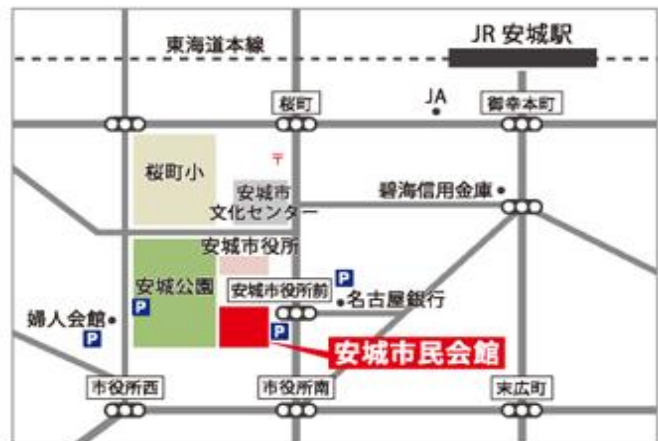 JR 安城駅
東海道本線
桜町
JA
御幸本町
〒
桜町小
安城市
文化センター
碧海信用金庫
安城市役所
安城公園
P
安城市役所前
P
名古屋銀行
婦人会館
P
P
安城市民会館
市役所西
市役所南
末広町